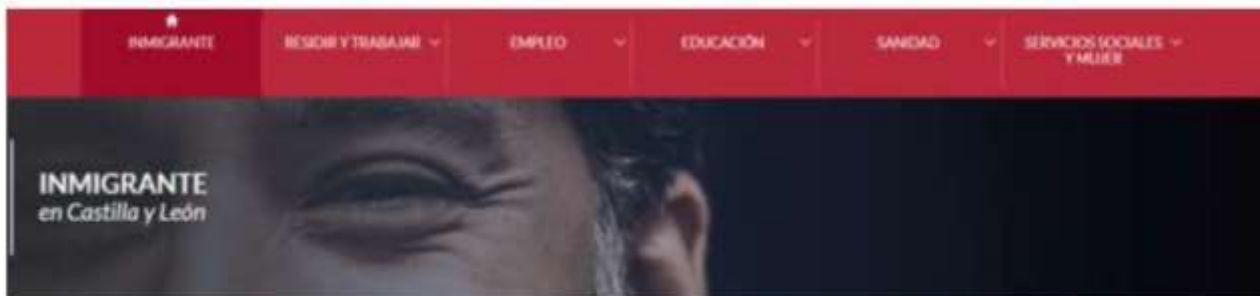 INMIGRANTE
RESIDIR Y TRABAJAR
EMPLEO
EDUCACIÓN
SANIDAD
SERVICIOS SOCIALES
Y MUJER
INMIGRANTE
en Castilla y León